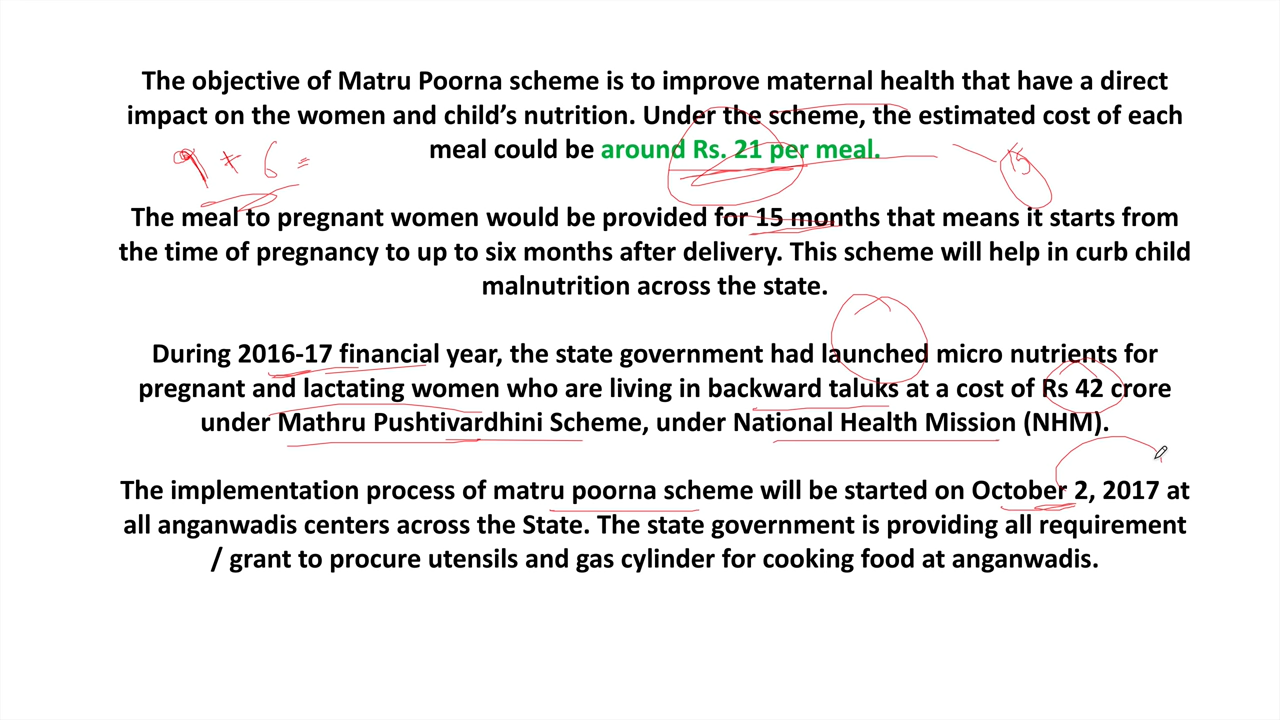 The objective of Matru Poorna scheme is to improve maternal health that have a direct
impact on the women and child's nutrition. Under the scheme, the estimated cost of each
meal could be around Rs. 21 per meal.
9 + 6 =
15
The meal to pregnant women would be provided for 15 months that means it starts from
the time of pregnancy to up to six months after delivery. This scheme will help in curb child
malnutrition across the state.
During 2016-17 financial year, the state government had launched micro nutrients for
pregnant and lactating women who are living in backward taluks at a cost of Rs 42 crore
under Mathru Pushtivardhini Scheme, under National Health Mission (NHM).
The implementation process of matru poorna scheme will be started on October 2, 2017 at
all anganwadis centers across the State. The state government is providing all requirement
/ grant to procure utensils and gas cylinder for cooking food at anganwadis.